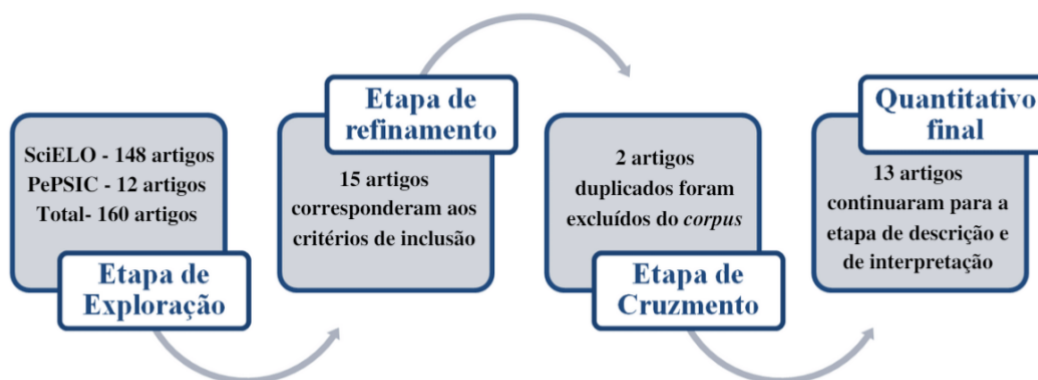 SciELO - 148 artigos
PePSIC - 12 artigos
Total- 160 artigos
Etapa de
Exploração
Etapa de
refinamento
15 artigos
corresponderam aos
critérios de inclusão
2 artigos
duplicados foram
excluídos do corpus
Etapa de
Cruzmento
Quantitativo
final
13 artigos
continuaram para a
etapa de descrição e
de interpretação